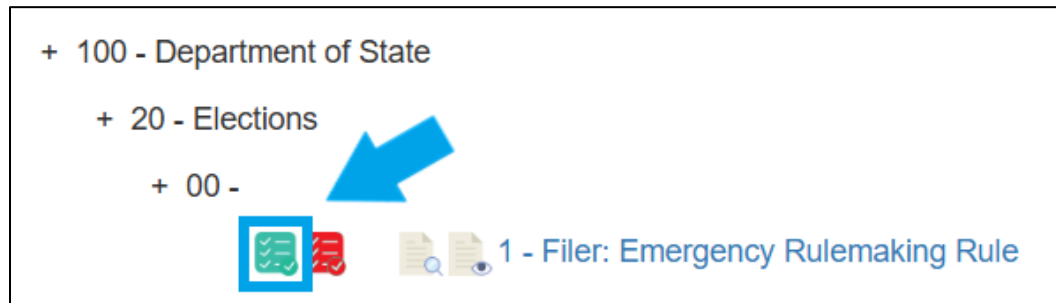 + 100 - Department of State
+ 20 - Elections
+ 00 -
1 - Filer: Emergency Rulemaking Rule